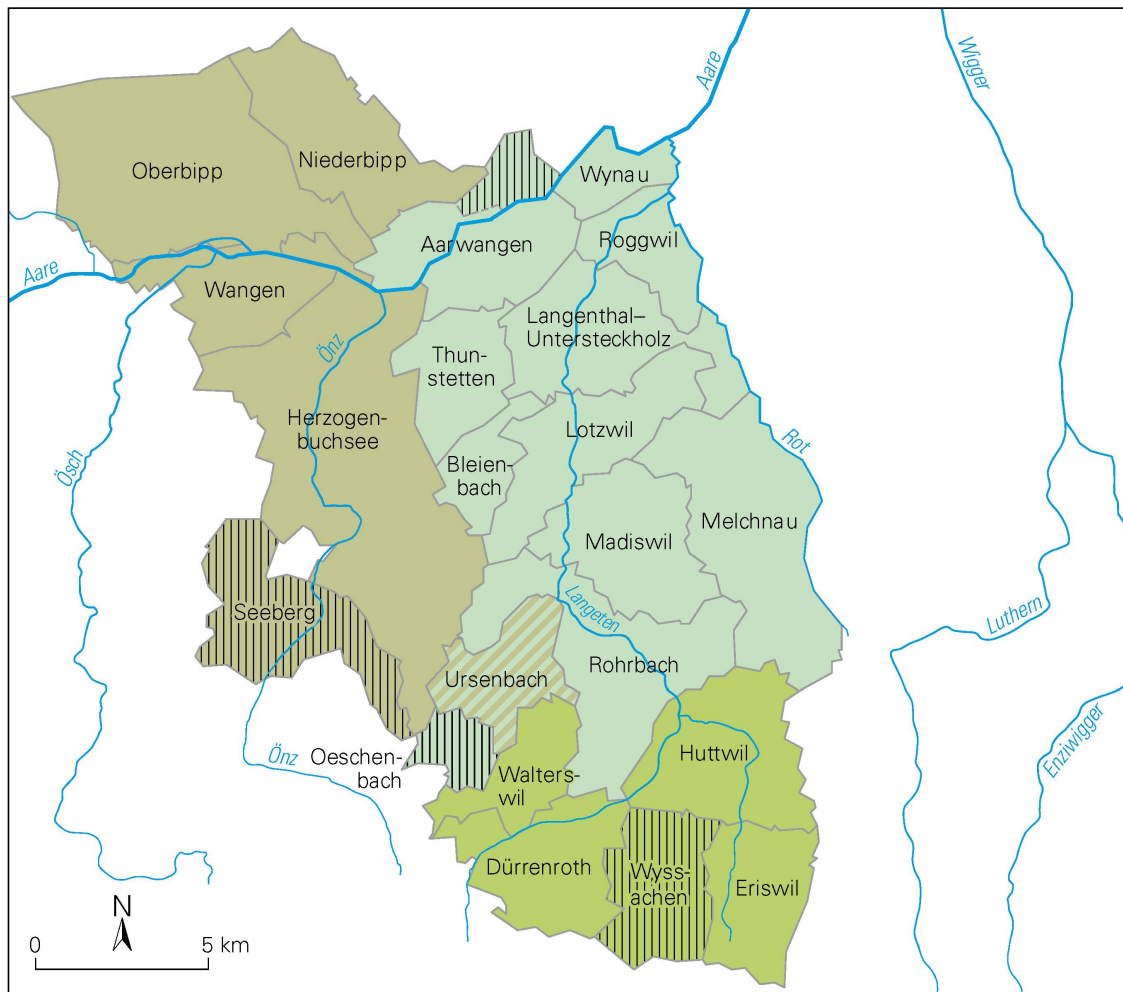 Aare
Wigger
Niederbipp
Oberbipp
Wynau
Aarwangen
Roggwil
Aare
Wangen
Langenthal–
Untersteckholz
Önz
Thun-
stetten
Herzogen-
buchsee
Lotzwil
Rot
Ösch
Bleien-
bach
Melchnau
Madiswil
Seeberg
Langeten
Luthern
Rohrbach
Ursenbach
Önz
Oeschen-
bach
Huttwil
Enziwigger
Walters-
wil
Dürrenroth
Wyss-
achen
Eriswil
N
0 5 km